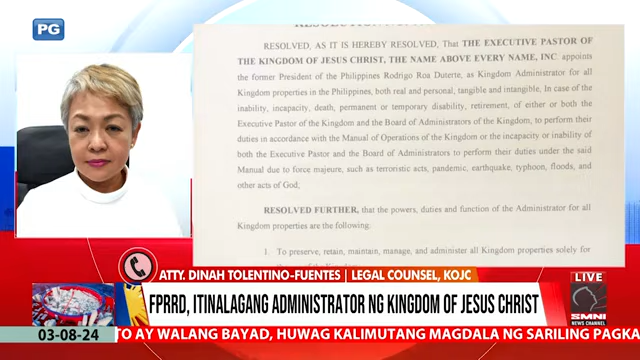 PG
RESOLVED, AS IT IS HEREBY RESOLVED, That THE EXECUTIVE PASTOR OF
THE KINGDOM OF JESUS CHRIST, THE NAME ABOVE EVERY NAME, INC. appoints
the former President of the Philippines Rodrigo Roa Duterte, as Kingdom Administrator for all
Kingdom properties in the Philippines, both real and personal, tangible and intangible, In case of the
inability, incapacity, death, permanent or temporary disability, retirement, of either or both the
Executive Pastor of the Kingdom and the Board of Administrators of the Kingdom, to perform their
duties in accordance with the Manual of Operations of the Kingdom or the incapacity or inability of
both the Executive Pastor and the Board of Administrators to perform their duties under the said
Manual due to force majeure, such as terroristic acts, pandemic, earthquake, typhoon, floods, and
other acts of God;
RESOLVED FURTHER, that the powers, duties and function of the Administrator for all
Kingdom properties are the following:
1. To preserve, retain, maintain, manage, and administer all Kingdom properties solely for
ATTY. DINAH TOLENTINO-FUENTES | LEGAL COUNSEL, KOJC
FPRRD, ITINALAGANG ADMINISTRATOR NG KINGDOM OF JESUS CHRIST
LIVE
SMNI
NEWS CHANNEL
03-08-24
TO AY WALANG BAYAD, HUWAG KALIMUTANG MAGDALA NG SARILING PAGKA